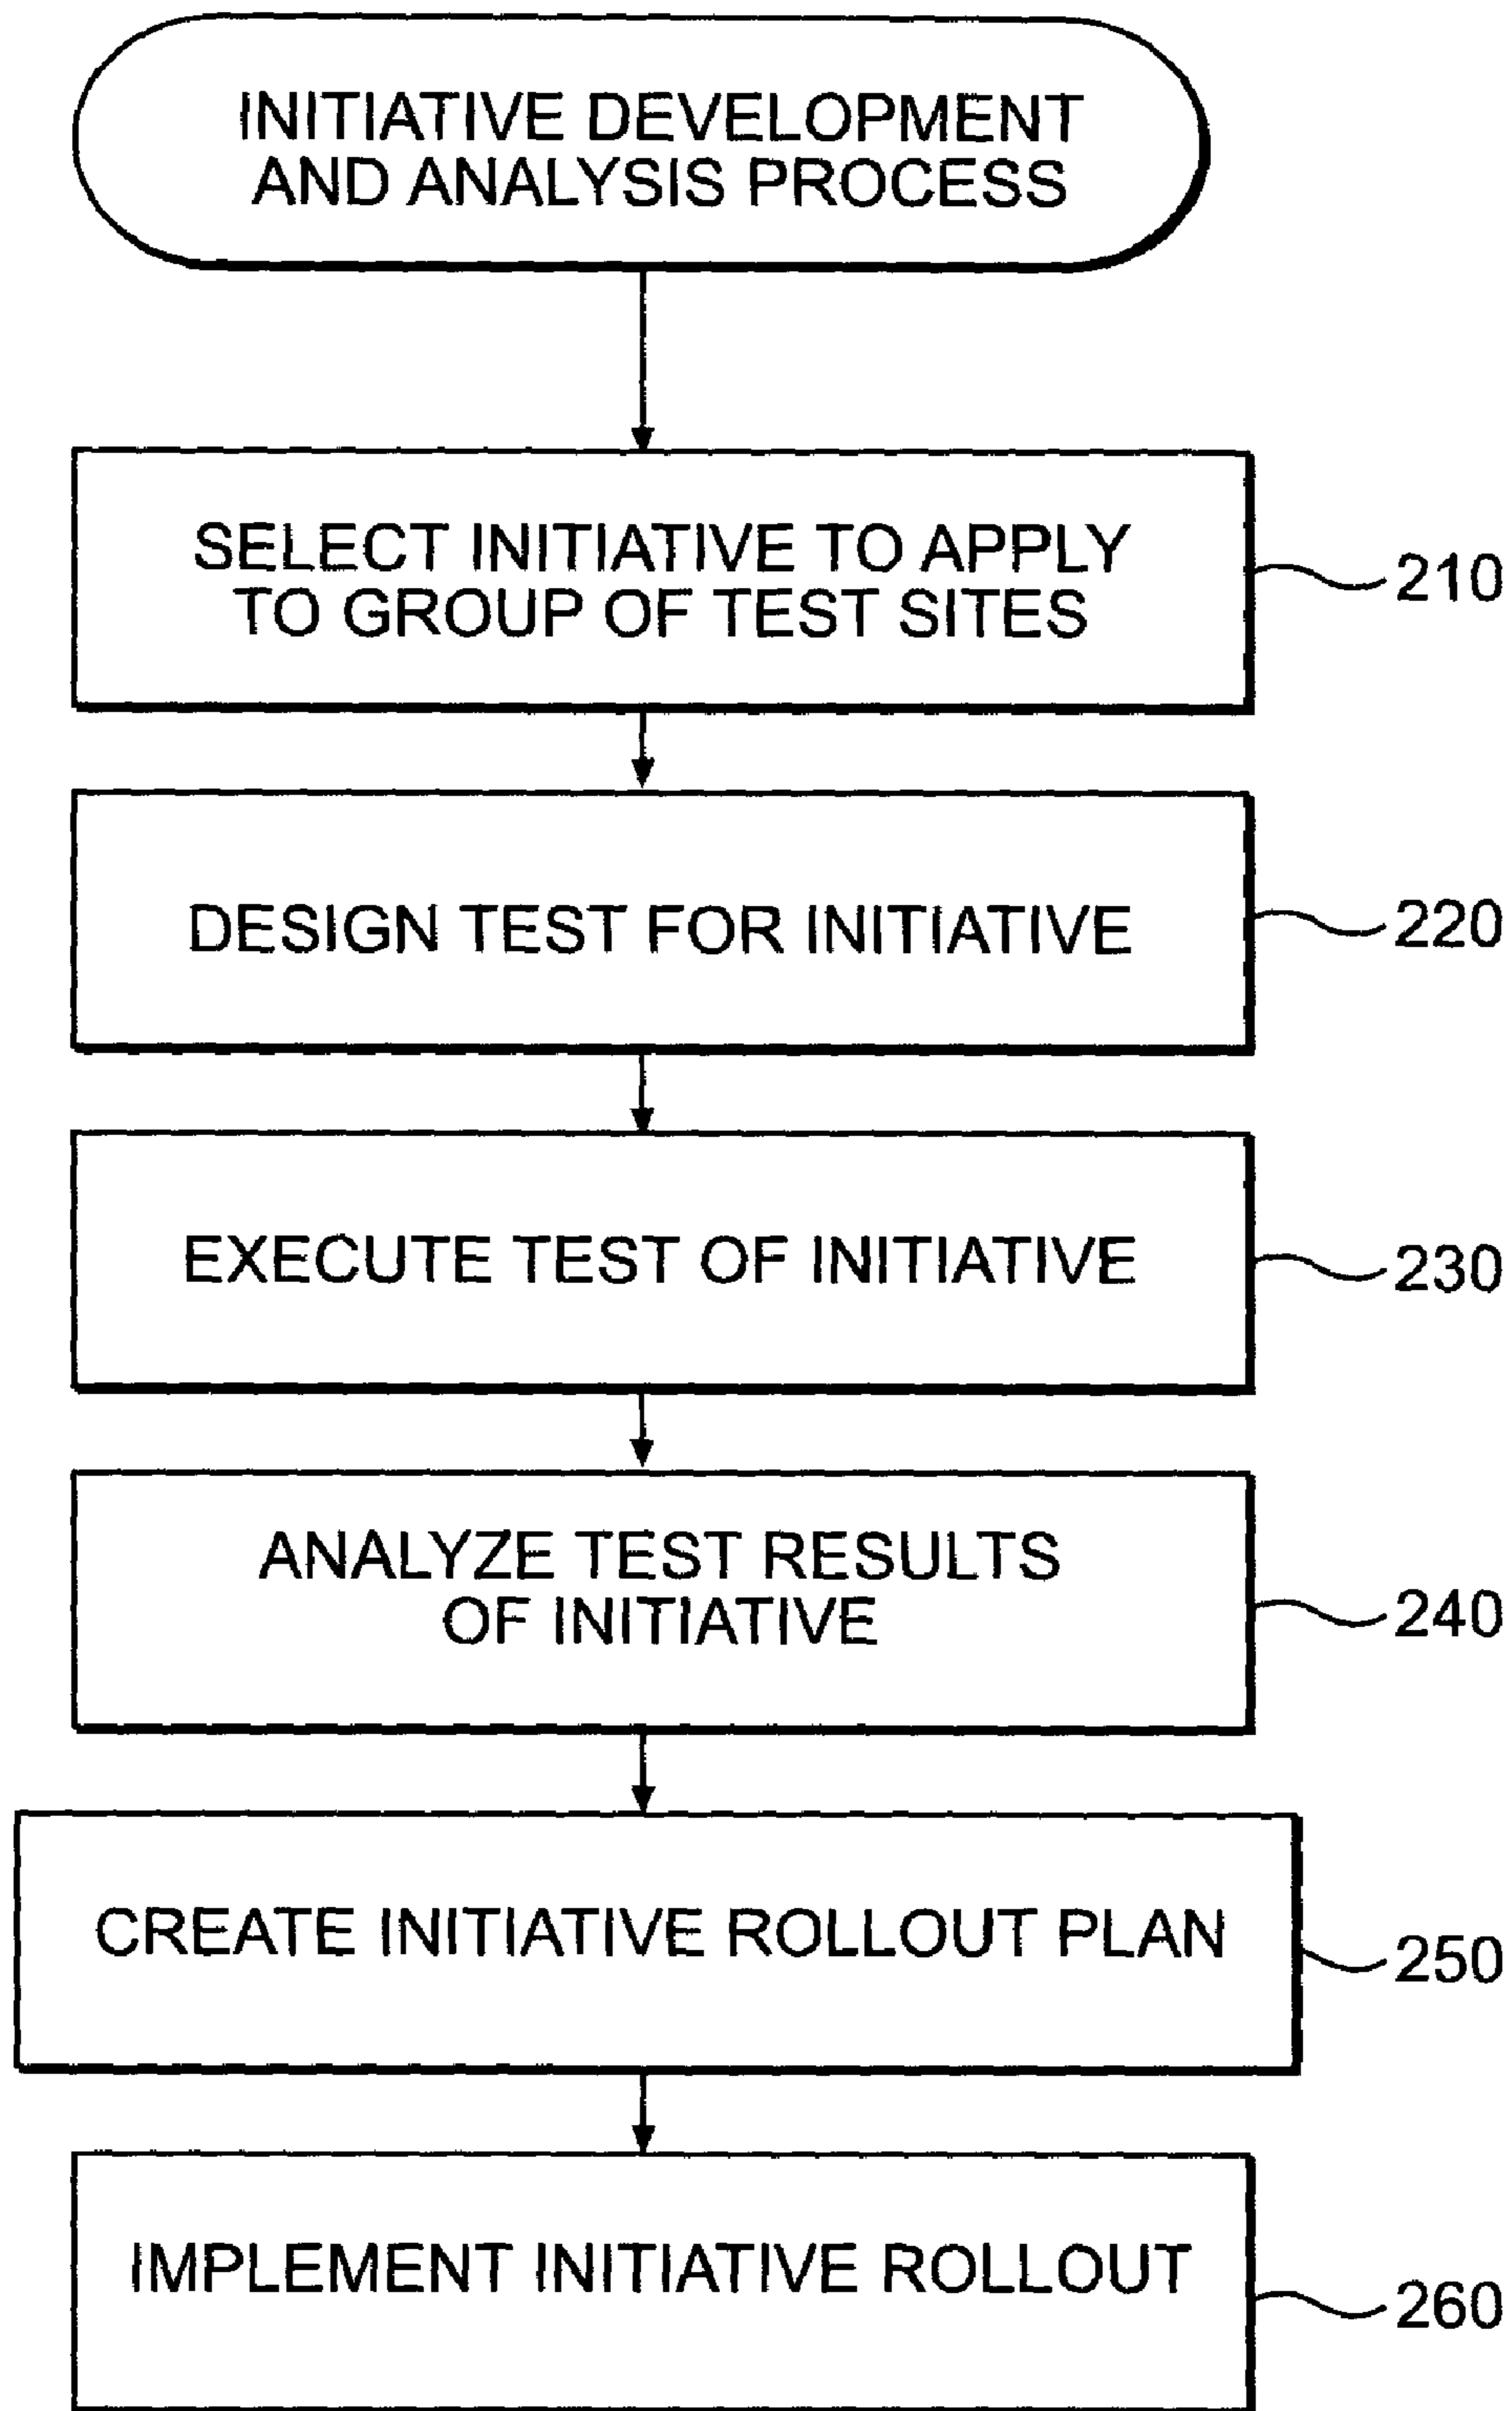 INITIATIVE DEVELOPMENT
AND ANALYSIS PROCESS
SELECT INITIATIVE TO APPLY
TO GROUP OF TEST SITES
210
DESIGN TEST FOR INITIATIVE
220
EXECUTE TEST OF INITIATIVE
230
ANALYZE TEST RESULTS
OF INITIATIVE
240
CREATE INITIATIVE ROLLOUT PLAN
250
IMPLEMENT INITIATIVE ROLLOUT
260